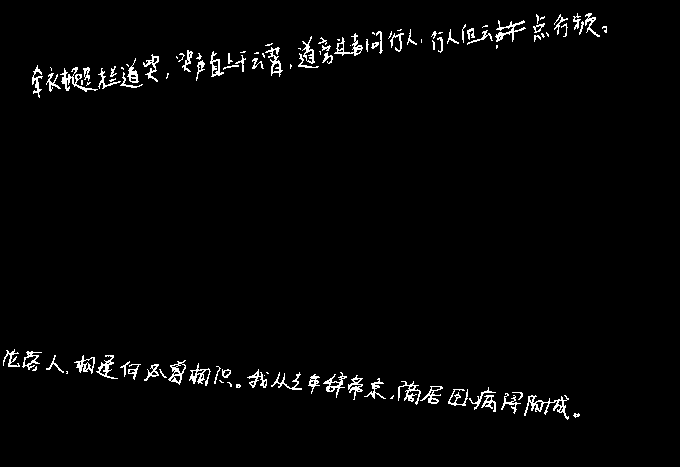 牵衣顿足拦道哭，哭声直上干云霄，道旁过者问行人，行人但云点行频。
沦落人，相逢何必曾相识。我从去年辞帝京，谪居卧病浔阳城。